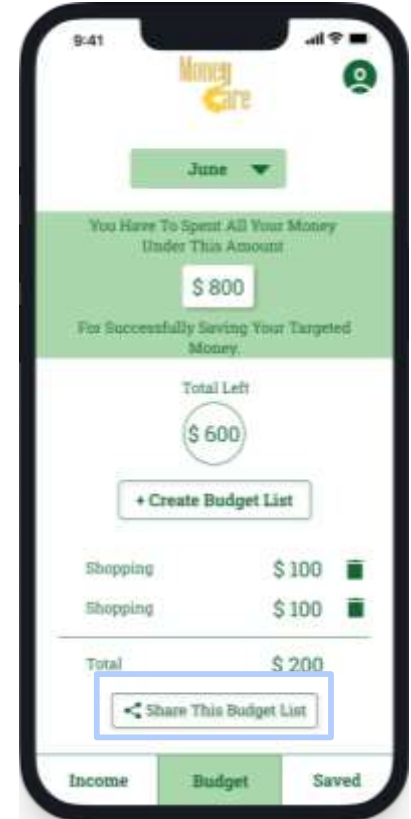 9:41
Money
Care
June
You Have To Spent All Your Money
Under This Amount
$ 800
For Successfully Saving Your Targeted
Money.
Total Left
$ 600
+ Create Budget List
Shopping $ 100
Shopping $ 100
Total $ 200
Share This Budget List
Income Budget Saved